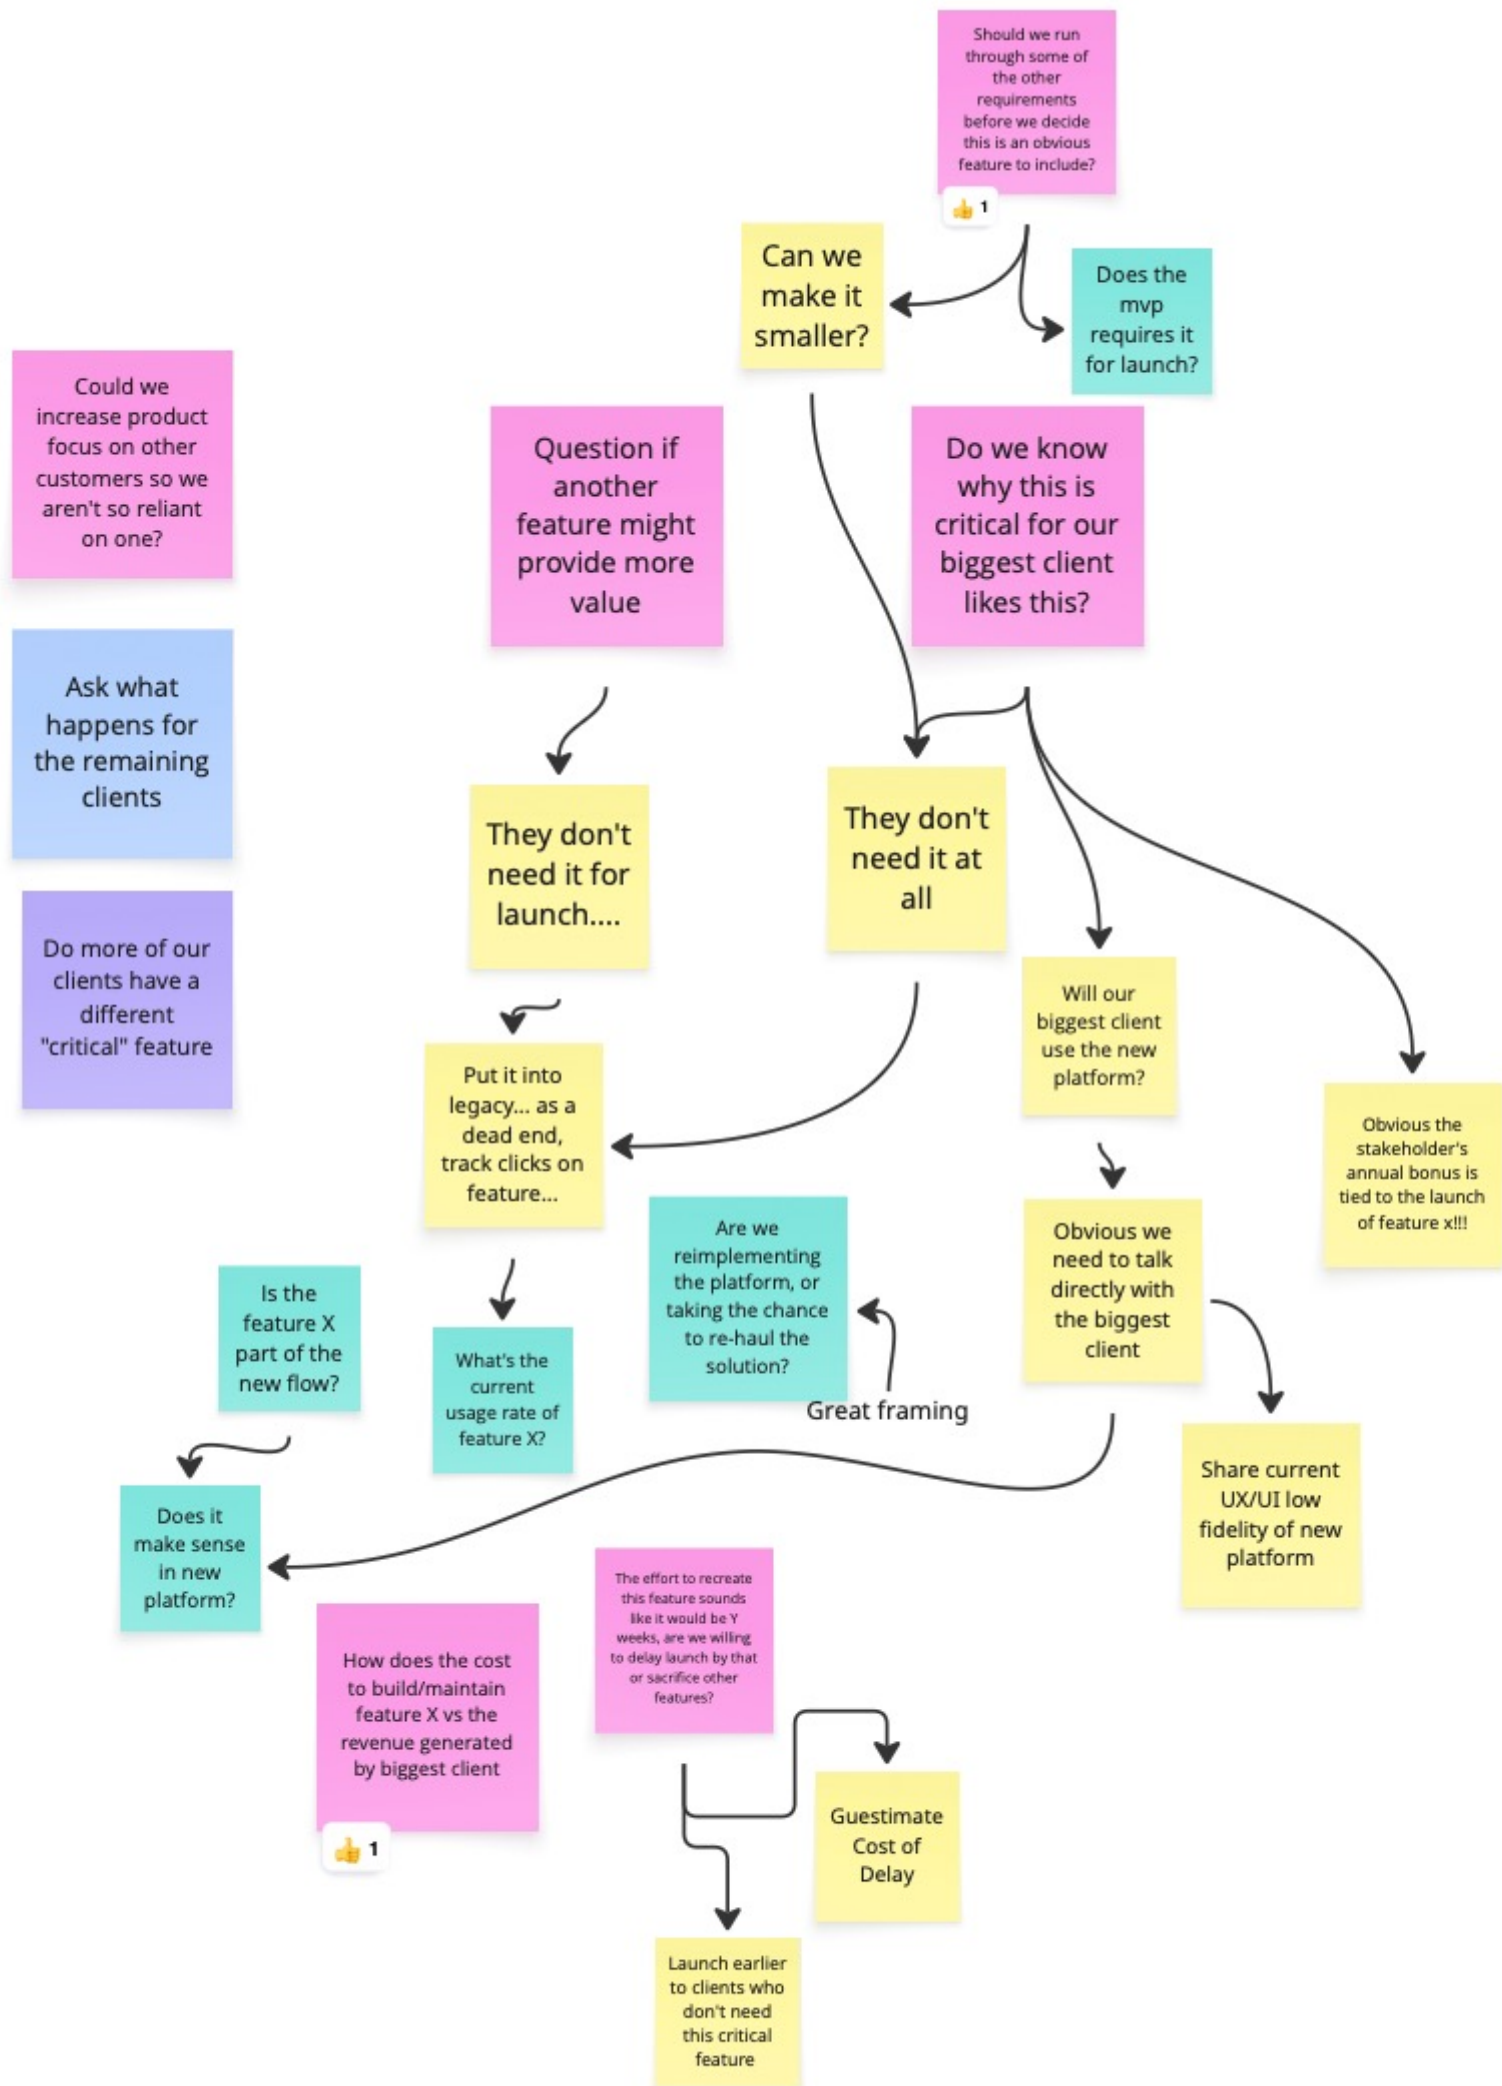 Should we run
through some of
the other
requirements
before we decide
this is an obvious
feature to include?
👍 1
Can we
make it
smaller?
Does the
mvp
requires it
for launch?
Could we
increase product
focus on other
customers so we
aren't so reliant
on one?
Question if
another
feature might
provide more
value
Do we know
why this is
critical for our
biggest client
likes this?
Ask what
happens for
the remaining
clients
They don't
need it for
launch....
They don't
need it at
all
Do more of our
clients have a
different
"critical" feature
Will our
biggest client
use the new
platform?
Put it into
legacy... as a
dead end,
track clicks on
feature...
Obvious the
stakeholder's
annual bonus is
tied to the launch
of feature x!!!
Are we
reimplementing
the platform, or
taking the chance
to re-haul the
solution?
Great framing
Obvious we
need to talk
directly with
the biggest
client
Is the
feature X
part of the
new flow?
What's the
current
usage rate of
feature X?
Share current
UX/UI low
fidelity of new
platform
Does it
make sense
in new
platform?
The effort to recreate
this feature sounds
like it would be Y
weeks, are we willing
to delay launch by that
or sacrifice other
features?
How does the cost
to build/maintain
feature X vs the
revenue generated
by biggest client
👍 1
Guestimate
Cost of
Delay
Launch earlier
to clients who
don't need
this critical
feature